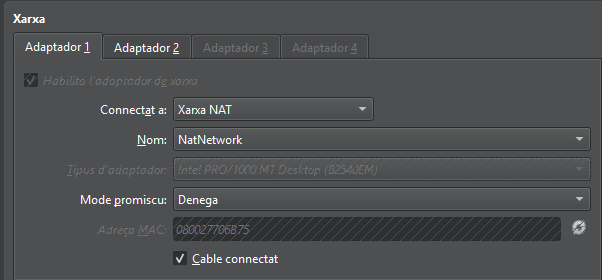 Xarxa
Adaptador 1 Adaptador 2 Adaptador 3 Adaptador 4
Habilita l'adaptador de xarxa
Connectat a: Xarxa NAT
Nom: NatNetwork
Tipus d'adaptador: Intel PRO/1000 MT Desktop (82540EM)
Mode promiscu: Denega
Adreça MAC: 080027706B75
Cable connectat